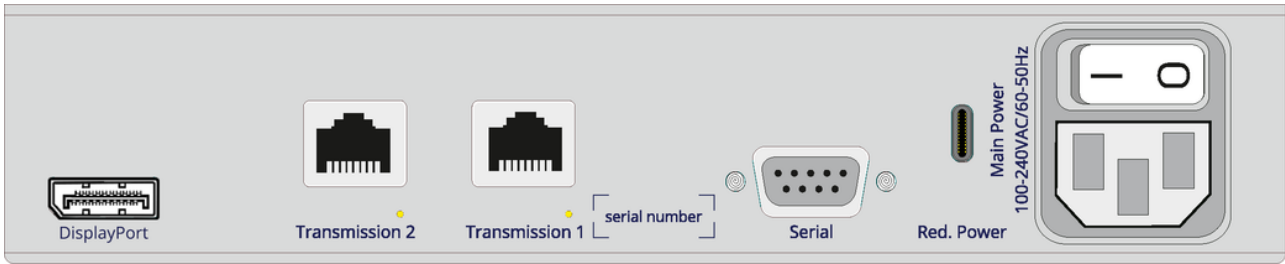 Main Power
100-240VAC/60-50Hz
DisplayPort
Transmission 2
Transmission 1
serial number
Serial
Red. Power